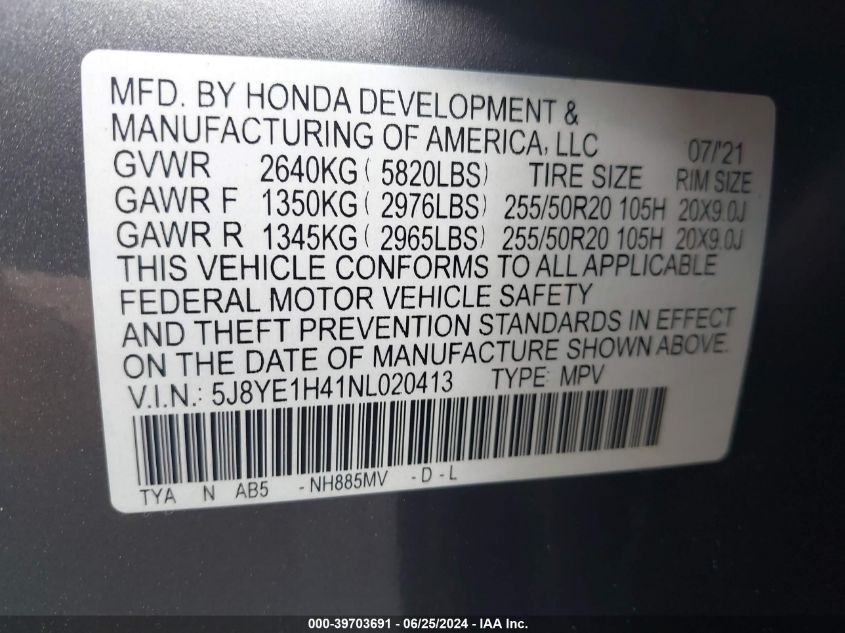 MFD. BY HONDA DEVELOPMENT &
MANUFACTURING OF AMERICA, LLC 07/'21
GVWR 2640KG ( 5820LBS) TIRE SIZE RIM SIZE
GAWR F 1350KG ( 2976LBS) 255/50R20 105H 20X9.0J
GAWR R 1345KG ( 2965LBS) 255/50R20 105H 20X9.0J
THIS VEHICLE CONFORMS TO ALL APPLICABLE
FEDERAL MOTOR VEHICLE SAFETY
AND THEFT PREVENTION STANDARDS IN EFFECT
ON THE DATE OF MANUFACTURE SHOWN ABOVE.
V.I.N.: 5J8YE1H41NL020413 TYPE: MPV
TYA N AB5 -NH885MV -D-L
000-39703691 - 06/25/2024 - IAA Inc.